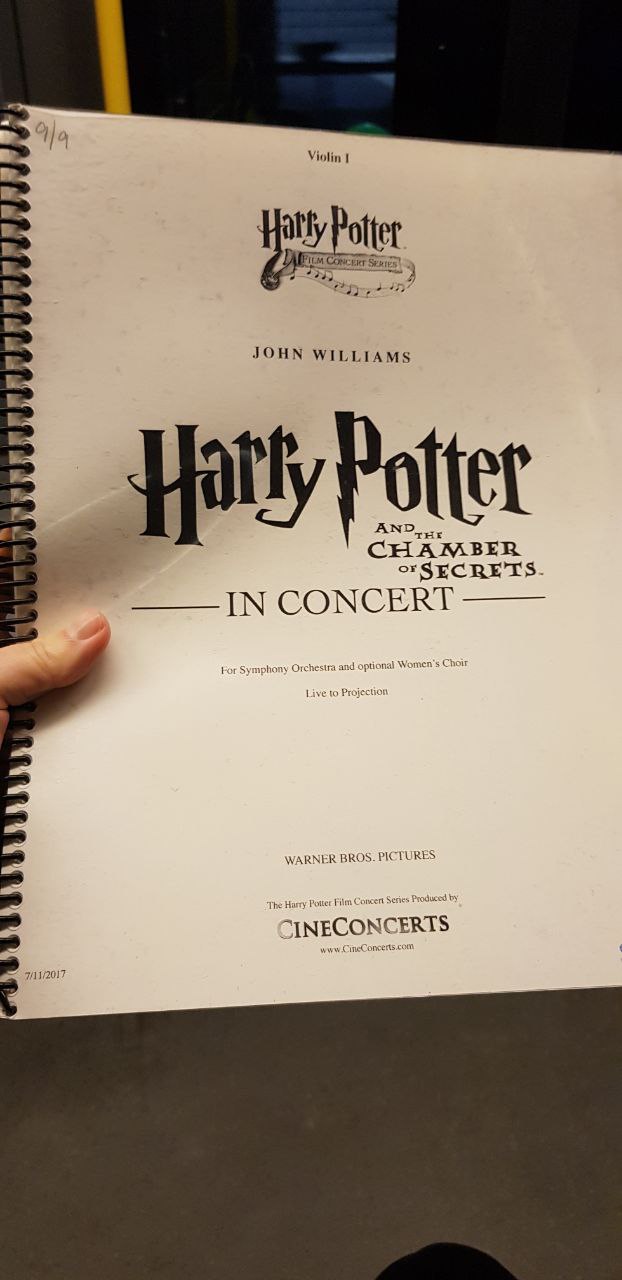 9/9
Violin I
Harry Potter
FILM CONCERT SERIES
JOHN WILLIAMS
Harry Potter
AND THE
CHAMBER
OF SECRETS™
IN CONCERT
For Symphony Orchestra and optional Women's Choir
Live to Projection
WARNER BROS. PICTURES
The Harry Potter Film Concert Series Produced by
CINECONCERTS
www.CineConcerts.com
7/11/2017